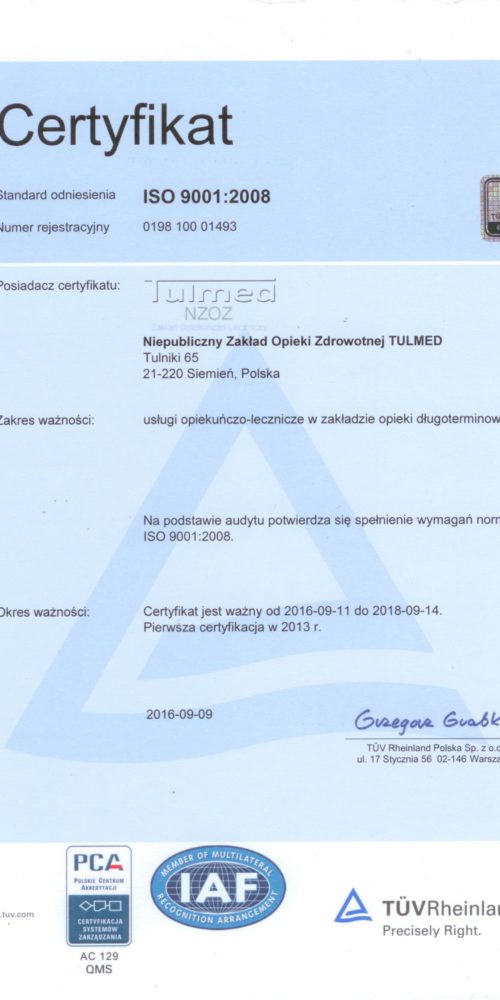 Certyfikat
Standard odniesienia ISO 9001:2008
Numer rejestracyjny 0198 100 01493
Posiadacz certyfikatu: Tulmed
NZOZ
Zakład Opiekuńczo-Leczniczy
Niepubliczny Zakład Opieki Zdrowotnej TULMED
Tulniki 65
21-220 Siemień, Polska
Zakres ważności: usługi opiekuńczo-lecznicze w zakładzie opieki długoterminow
Na podstawie audytu potwierdza się spełnienie wymagań norm
ISO 9001:2008.
Okres ważności: Certyfikat jest ważny od 2016-09-11 do 2018-09-14.
Pierwsza certyfikacja w 2013 r.
2016-09-09
Grzegorz Grabk
TÜV Rheinland Polska Sp. z o.o
ul. 17 Stycznia 56 02-146 Warsza
.tuv.com
PCA
POLSKIE CENTRUM
AKREDYTACJI
CERTYFIKACJA
SYSTEMÓW
ZARZĄDZANIA
AC 129
QMS
MEMBER OF MULTILATERAL
IAF
RECOGNITION ARRANGEMENT
TÜVRheinlan
Precisely Right.